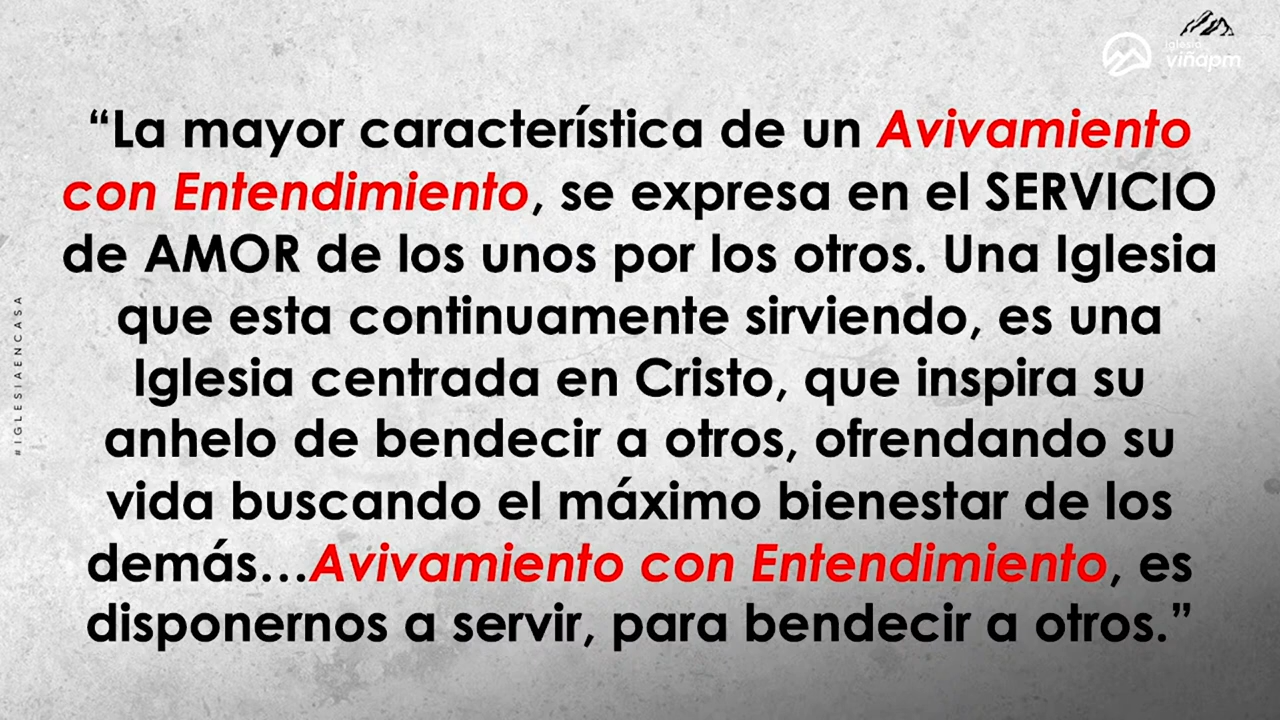 Iglesia
viñapm
“La mayor característica de un Avivamiento
con Entendimiento, se expresa en el SERVICIO
de AMOR de los unos por los otros. Una Iglesia
que esta continuamente sirviendo, es una
Iglesia centrada en Cristo, que inspira su
anhelo de bendecir a otros, ofrendando su
vida buscando el máximo bienestar de los
demás...Avivamiento con Entendimiento, es
disponernos a servir, para bendecir a otros.”
#IGLESIAENCASA